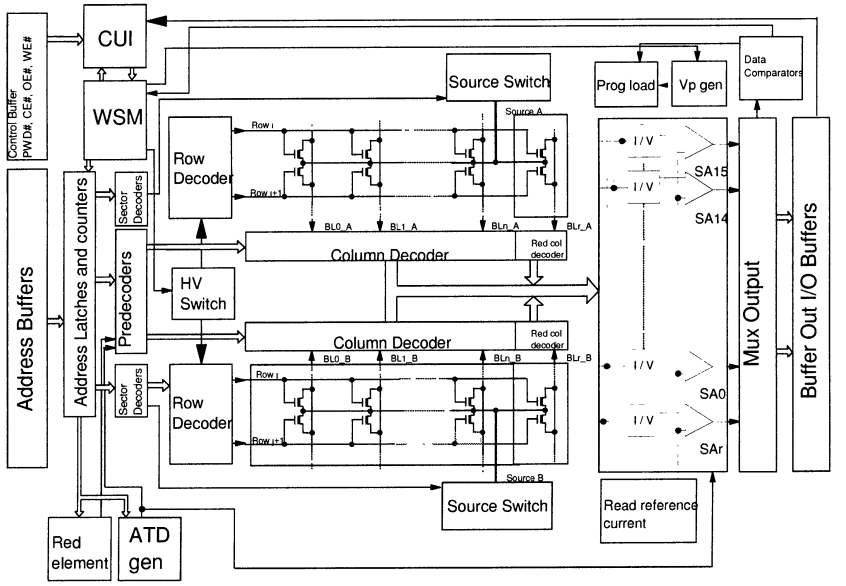 Control Buffer
PWD#, CE#, OE#, WE#
CUI
WSM
Address Buffers
Address Latches and counters
Sector
Decoders
Predecoders
Sector
Decoders
Row
Decoder
HV
Switch
Row
Decoder
Source Switch
Source A
Row i
Row i+1
BL0_A
BL1_A
BLn_A
BLr_A
Column Decoder
Red col
decoder
Column Decoder
Red col
decoder
BL0_B
BL1_B
BLn_B
BLr_B
Row j
Row j+1
Source B
Source Switch
Red
element
ATD
gen
Prog load
Vp gen
Data
Comparators
I / V
SA15
I / V
SA14
I / V
SA0
I / V
SAr
Read reference
current
Mux Output
Buffer Out I/O Buffers